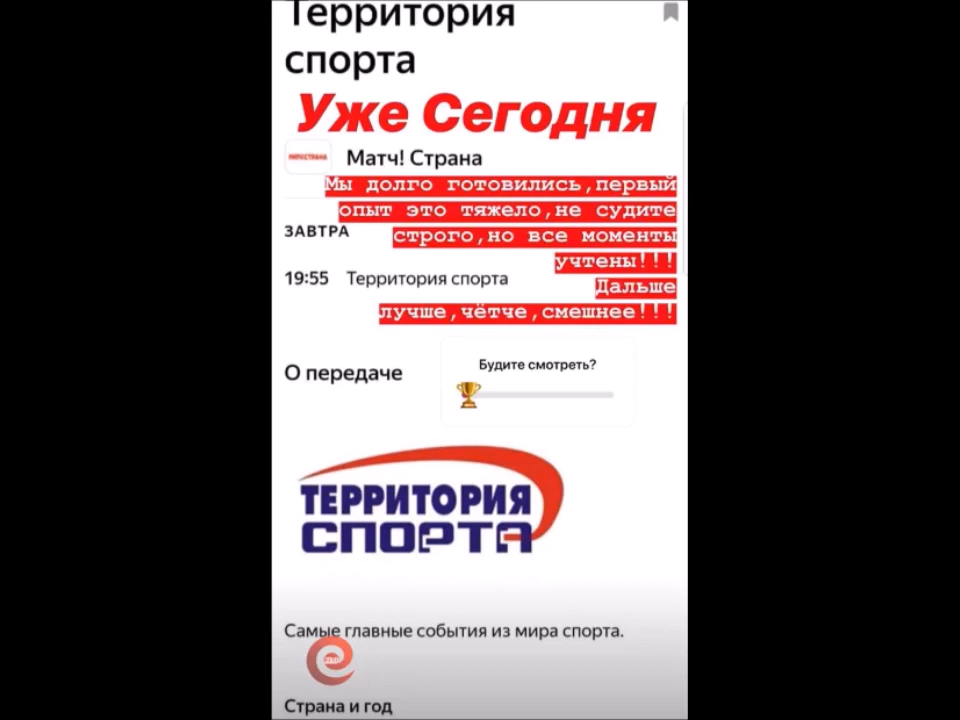 Территория
спорта
Уже Сегодня
МАТЧ!СТРАНА
Матч! Страна
Мы долго готовились,первый
опыт это тяжело,не судите
ЗАВТРА
строго,но все моменты
учтены!!!
19:55 Территория спорта
Дальше
лучше,чётче,смешнее!!!
О передаче
Будите смотреть?
ТЕРРИТОРИЯ
СПОРТА
Самые главные события из мира спорта.
Страна и год